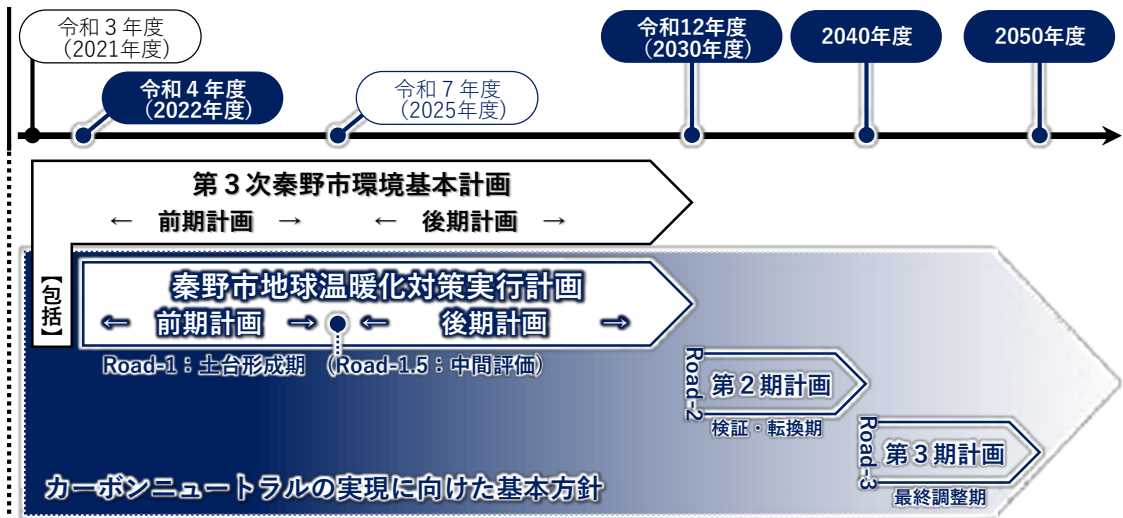 令和３年度
（2021年度）
令和４年度
（2022年度）
令和７年度
（2025年度）
令和12年度
（2030年度）
2040年度
2050年度
第３次秦野市環境基本計画
← 前期計画 → ← 後期計画 →
【包括】
秦野市地球温暖化対策実行計画
← 前期計画 → ← 後期計画 →
Road-1：土台形成期 （Road-1.5：中間評価）
Road-2
第２期計画
検証・転換期
Road-3
第３期計画
最終調整期
カーボンニュートラルの実現に向けた基本方針